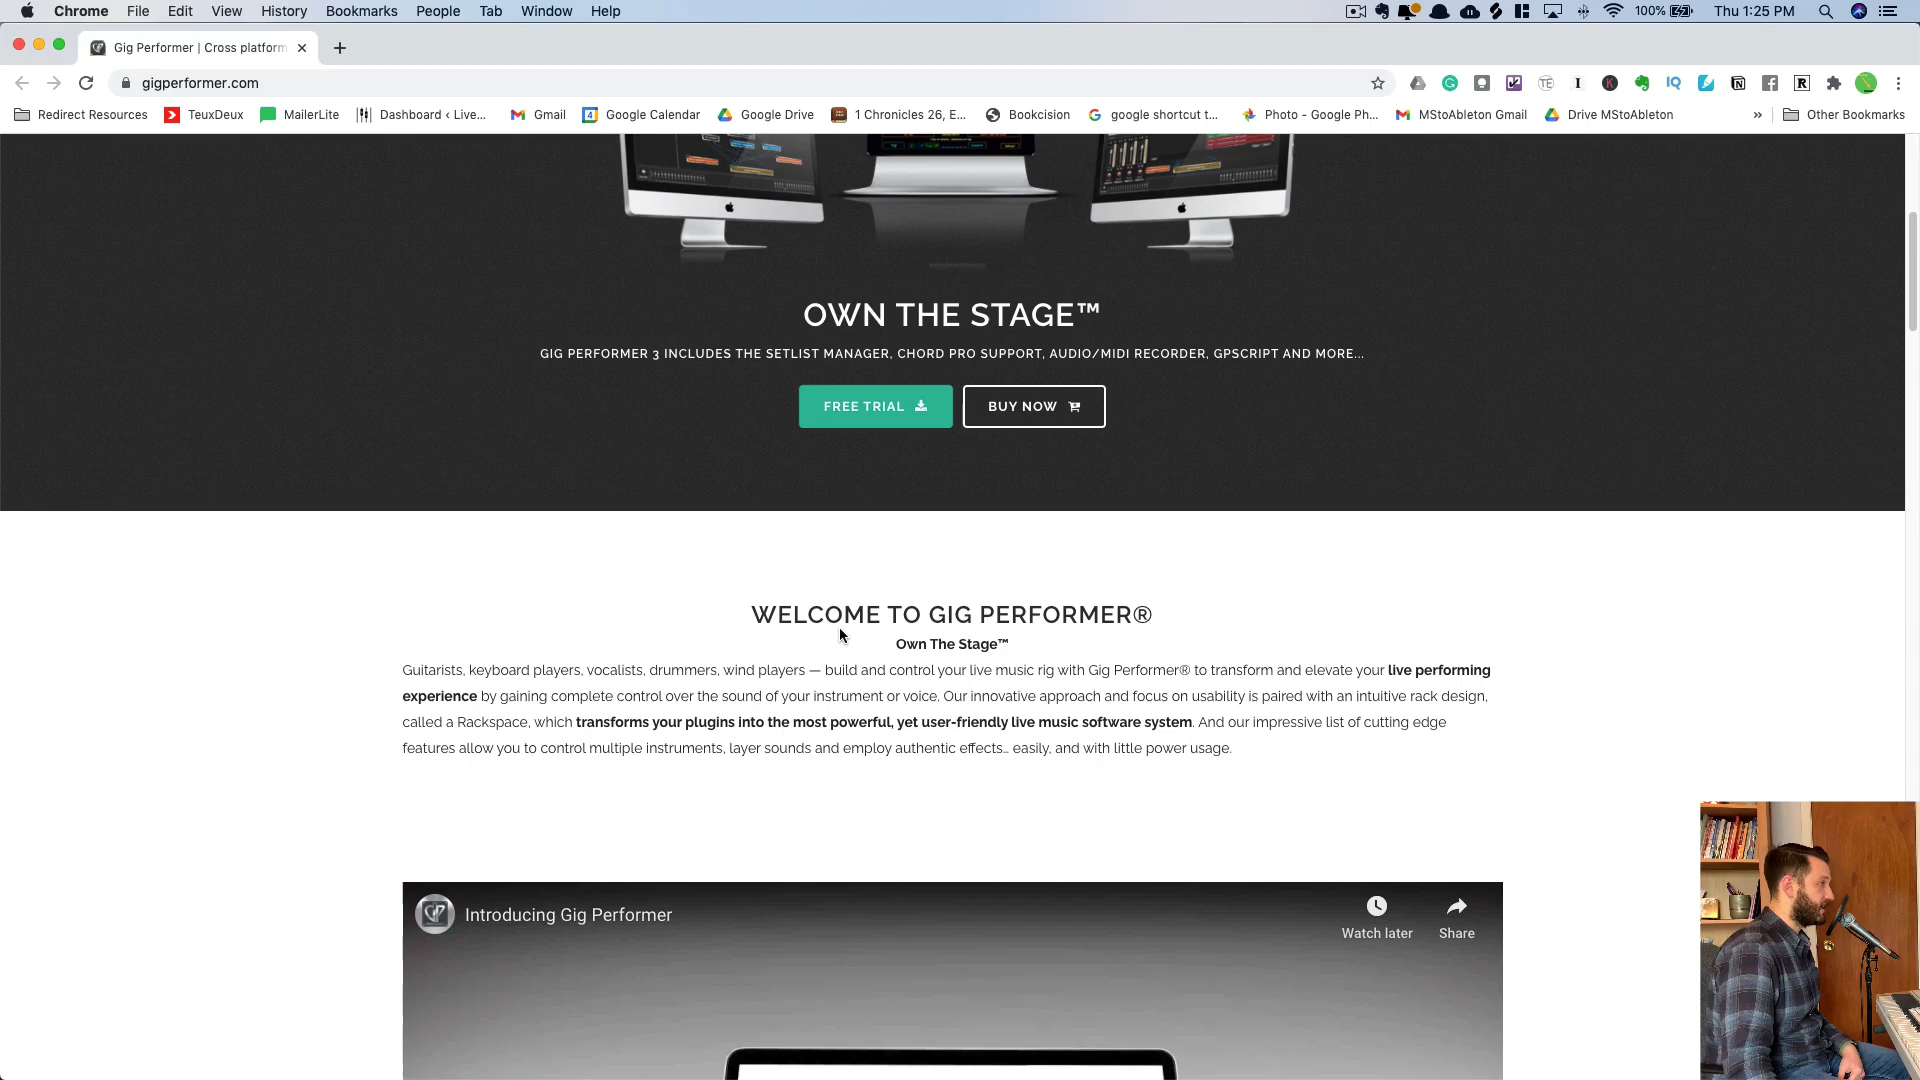 Chrome File Edit View History Bookmarks People Tab Window Help 100% Thu 1:25 PM
Gig Performer | Cross platform
gigperformer.com
Redirect Resources TeuxDeux MailerLite Dashboard ‹ Live... Gmail Google Calendar Google Drive 1 Chronicles 26, E... Bookcision google shortcut t... Photo - Google Ph... MStoAbleton Gmail Drive MStoAbleton » Other Bookmarks
OWN THE STAGE™
GIG PERFORMER 3 INCLUDES THE SETLIST MANAGER, CHORD PRO SUPPORT, AUDIO/MIDI RECORDER, GPSCRIPT AND MORE...
FREE TRIAL BUY NOW
WELCOME TO GIG PERFORMER®
Own The Stage™
Guitarists, keyboard players, vocalists, drummers, wind players — build and control your live music rig with Gig Performer® to transform and elevate your live performing
experience by gaining complete control over the sound of your instrument or voice. Our innovative approach and focus on usability is paired with an intuitive rack design,
called a Rackspace, which transforms your plugins into the most powerful, yet user-friendly live music software system. And our impressive list of cutting edge
features allow you to control multiple instruments, layer sounds and employ authentic effects… easily, and with little power usage.
Introducing Gig Performer
Watch later Share